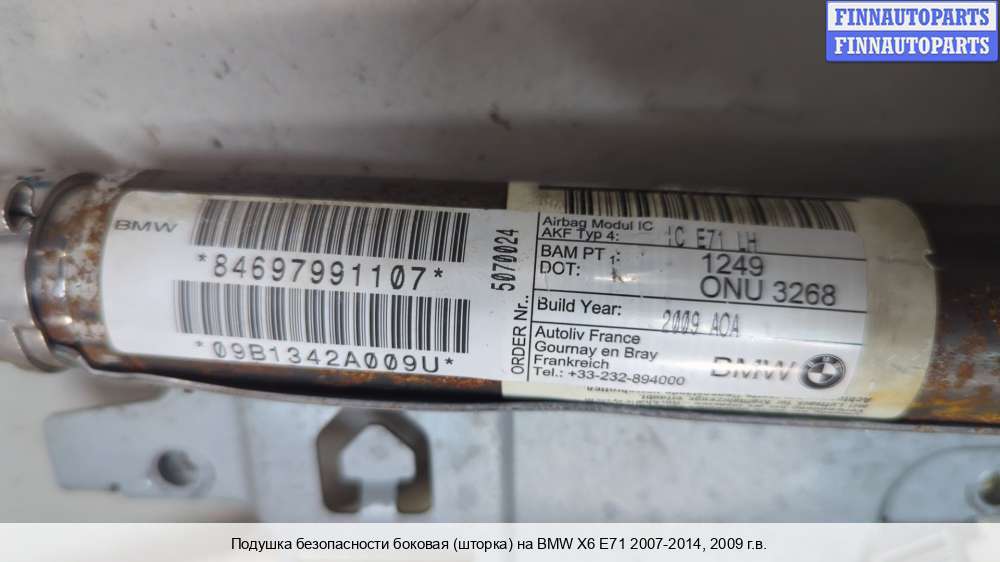 FINNAUTOPARTS
FINNAUTOPARTS
BMW
*84697991107*
*09B1342A009U*
ORDER Nr.: 5070024
Airbag Modul IC
AKF Typ 4: IC E71 LH
BAM PT 1: 1249
DOT: ONU 3268
Build Year: 2009 AOA
Autoliv France
Gournay en Bray
Frankreich
Tel.: +33-232-894000
BMW
Подушка безопасности боковая (шторка) на BMW X6 E71 2007-2014, 2009 г.в.